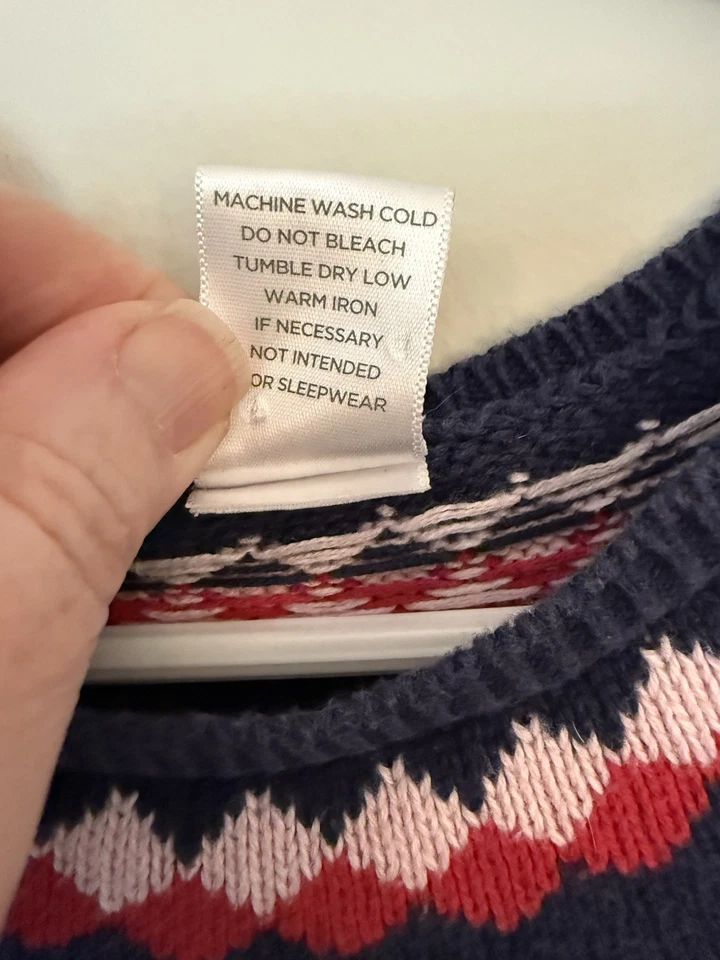 MACHINE WASH COLD
DO NOT BLEACH
TUMBLE DRY LOW
WARM IRON
IF NECESSARY
NOT INTENDED
OR SLEEPWEAR